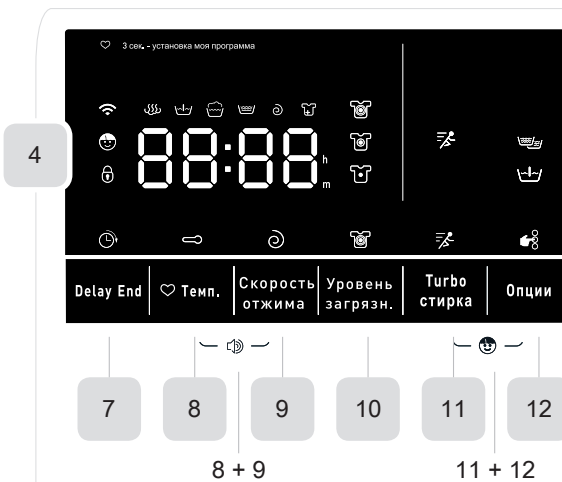 3 сек. - установка моя программа
4
88:88 h
m
Delay End
Темп.
Скорость
отжима
Уровень
загрязн.
Turbo
стирка
Опции
7
8
9
10
11
12
8 + 9
11 + 12